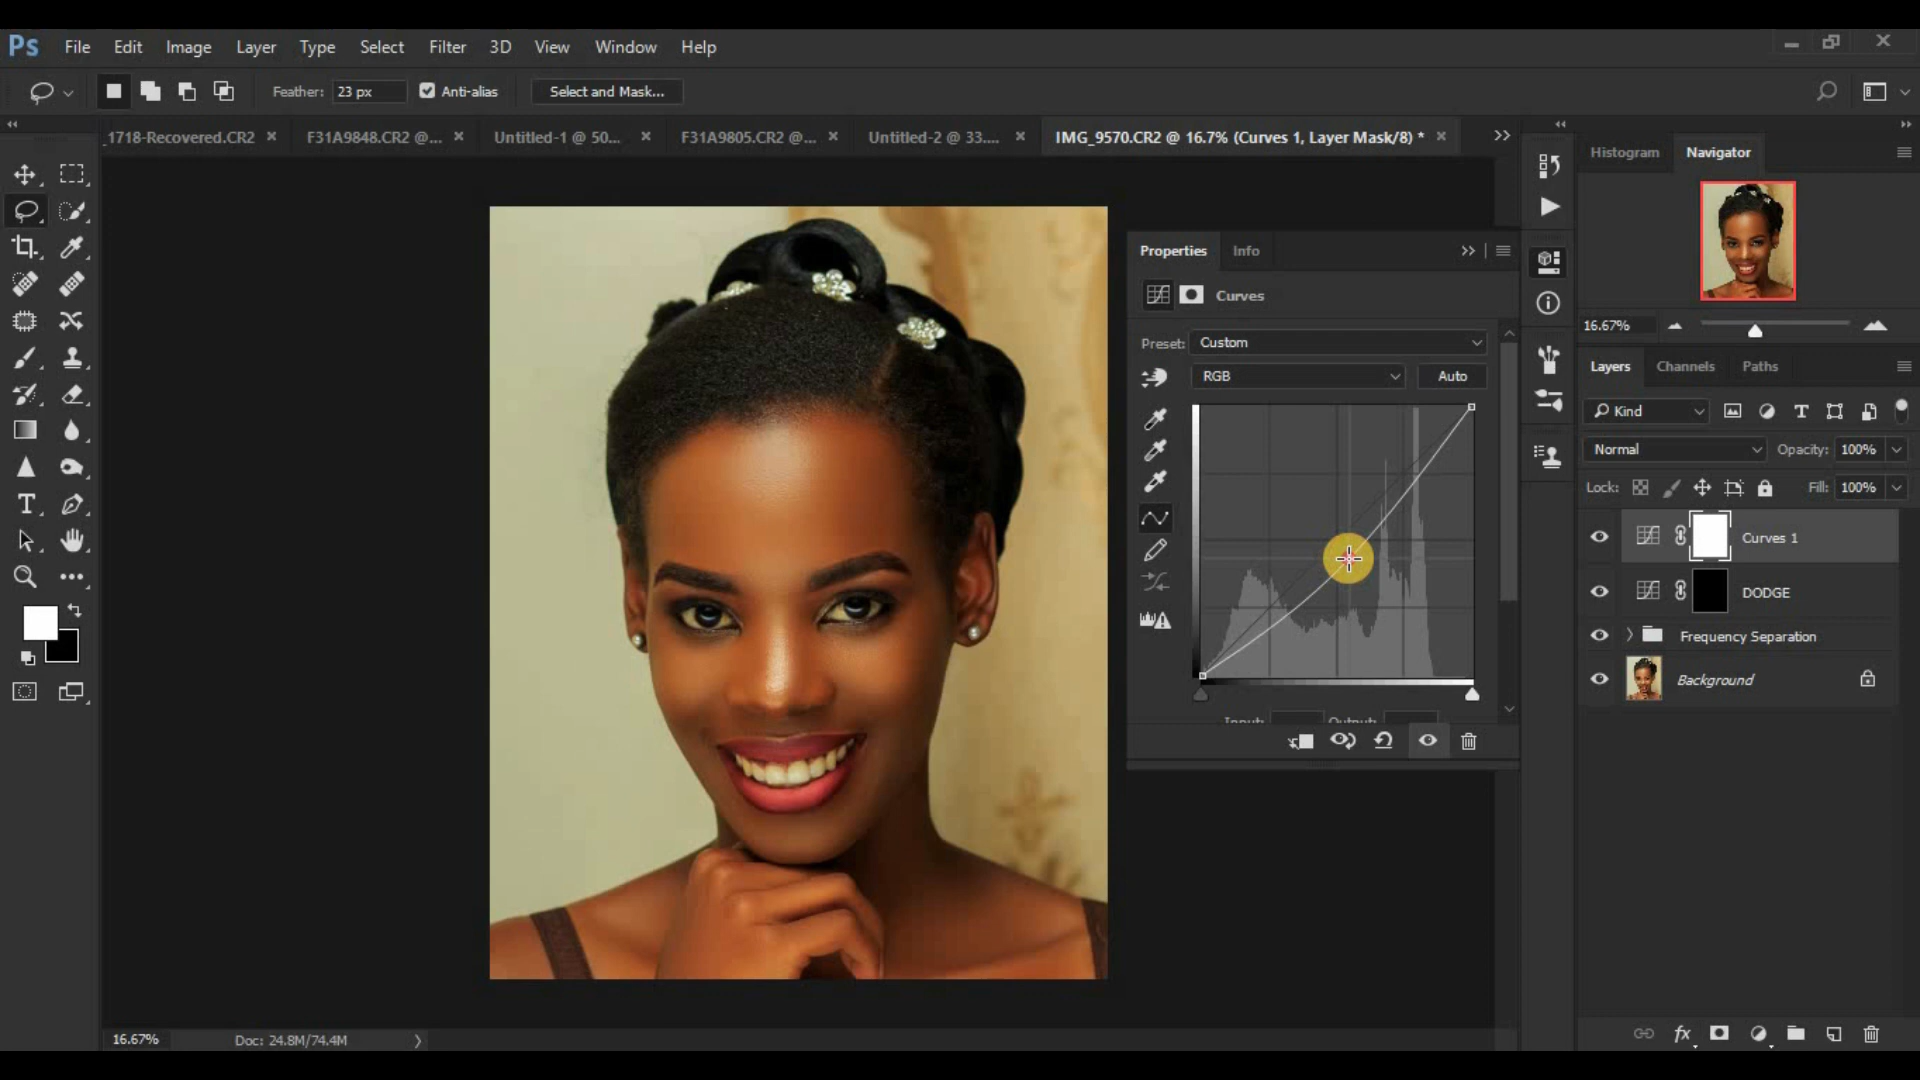 Ps File Edit Image Layer Type Select Filter 3D View Window Help
Feather: 23 px Anti-alias Select and Mask...
_1718-Recovered.CR2 F31A9848.CR2 @... Untitled-1 @ 50... F31A9805.CR2 @... Untitled-2 @ 33.... IMG_9570.CR2 @ 16.7% (Curves 1, Layer Mask/8) *
Histogram Navigator
Properties Info
Curves
16.67%
Preset: Custom
RGB Auto
Layers Channels Paths
Kind
Normal Opacity: 100%
Lock: Fill: 100%
Curves 1
DODGE
Frequency Separation
Background
Input: Output:
16.67% Doc: 24.8M/74.4M